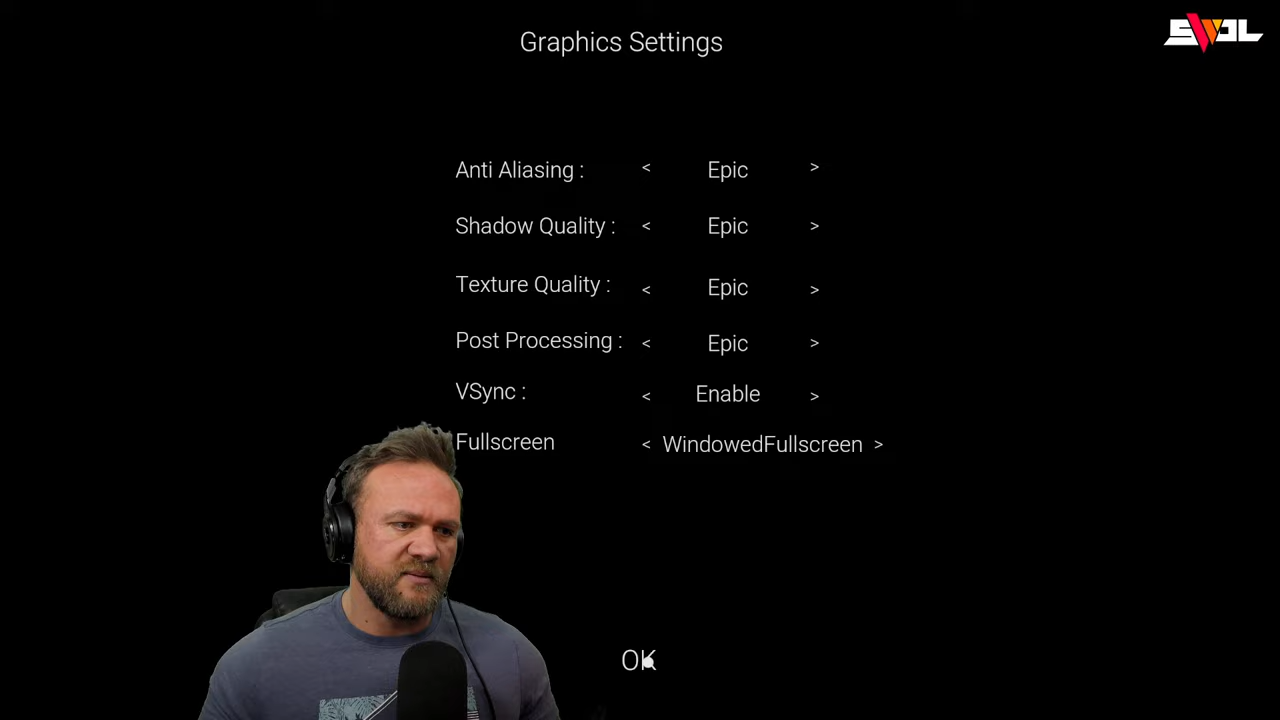 Graphics Settings
SWOL
Anti Aliasing : < Epic >
Shadow Quality : < Epic >
Texture Quality : < Epic >
Post Processing : < Epic >
VSync : < Enable >
Fullscreen < WindowedFullscreen >
OK